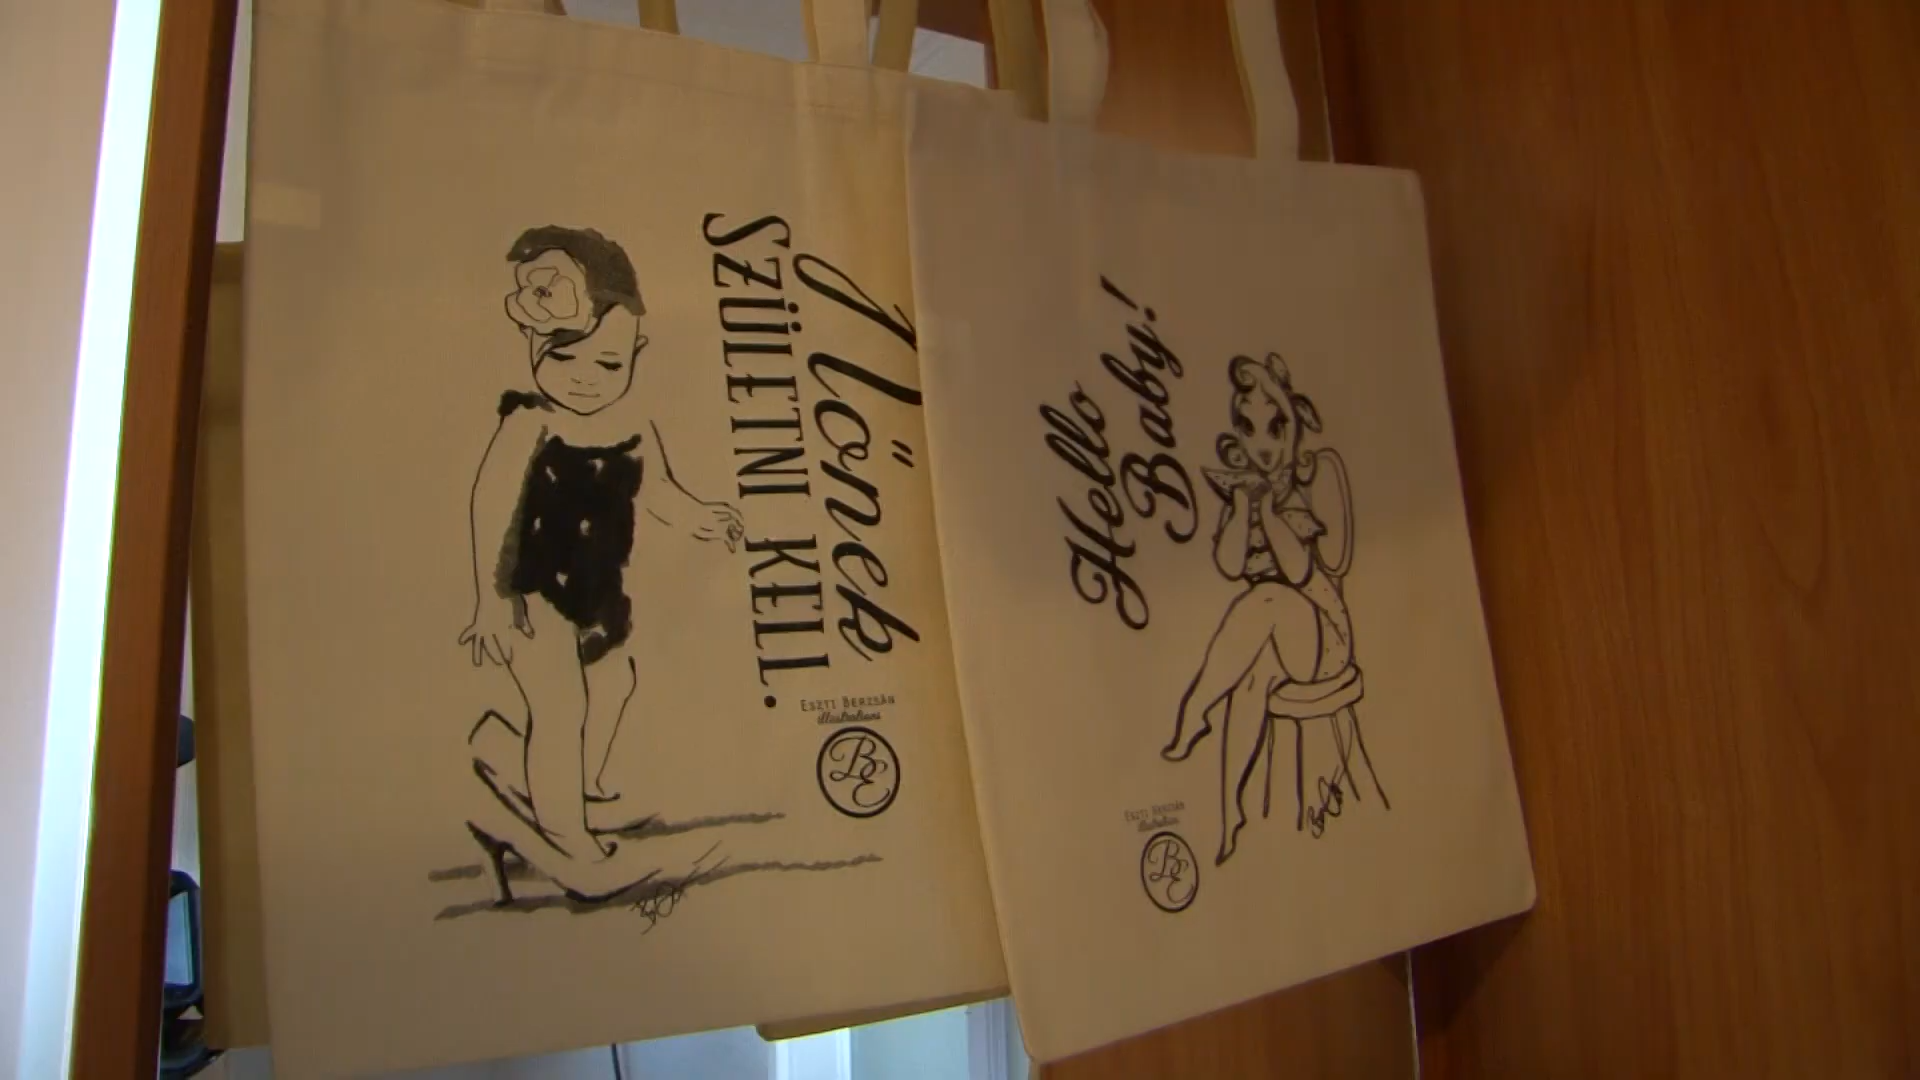 Nőnek
SZÜLETNI KELL.
ESZTI BERZSÁN
illustrations
BE
Hello
Baby!
ESZTI BERZSÁN
illustrations
BE